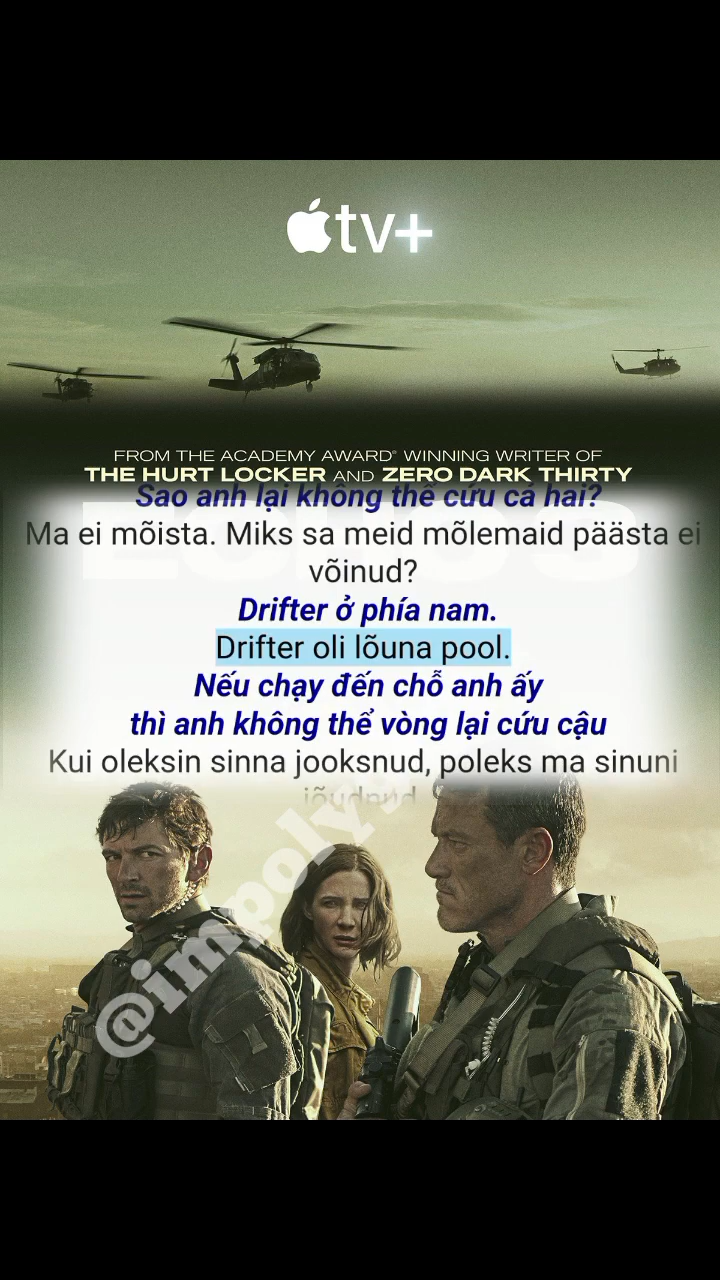 tv+
FROM THE ACADEMY AWARD® WINNING WRITER OF
THE HURT LOCKER AND ZERO DARK THIRTY
Sao anh lại không thể cứu cả hai?
Ma ei mõista. Miks sa meid mõlemaid päästa ei
võinud?
Drifter ở phía nam.
Drifter oli lõuna pool.
Nếu chạy đến chỗ anh ấy
thì anh không thể vòng lại cứu cậu
Kui oleksin sinna jooksnud, poleks ma sinuni
jõudnud